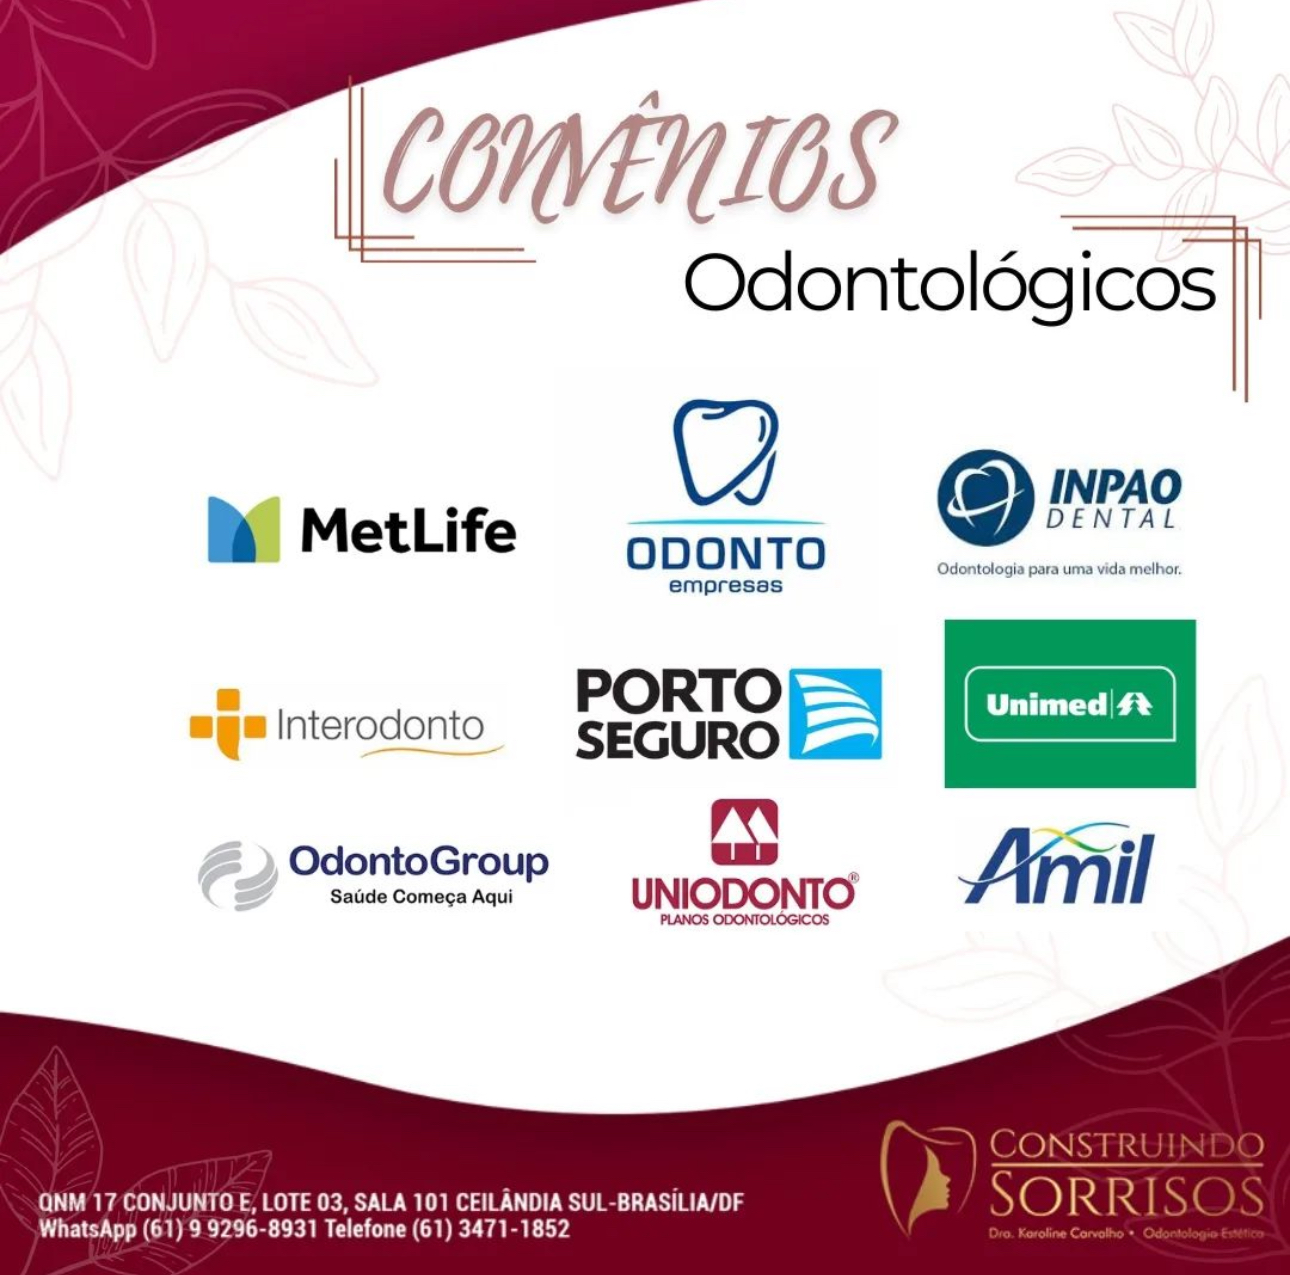 CONVÊNIOS
Odontológicos
MetLife
ODONTO
empresas
INPAO
DENTAL
Odontologia para uma vida melhor.
Interodonto
PORTO
SEGURO
Unimed
OdontoGroup
Saúde Começa Aqui
UNIODONTO®
PLANOS ODONTOLÓGICOS
Amil
QNM 17 CONJUNTO E, LOTE 03, SALA 101 CEILÂNDIA SUL-BRASÍLIA/DF
WhatsApp (61) 9 9296-8931 Telefone (61) 3471-1852
CONSTRUINDO
SORRISOS
Dra. Karoline Carvalho • Odontologia Estética